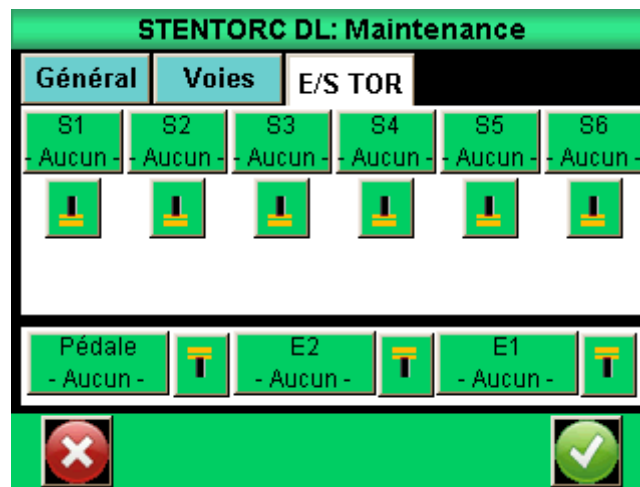 STENTORC DL: Maintenance
Général Voies E/S TOR
S1 S2 S3 S4 S5 S6
- Aucun - - Aucun - - Aucun - - Aucun - - Aucun - - Aucun -
Pédale E2 E1
- Aucun - - Aucun - - Aucun -